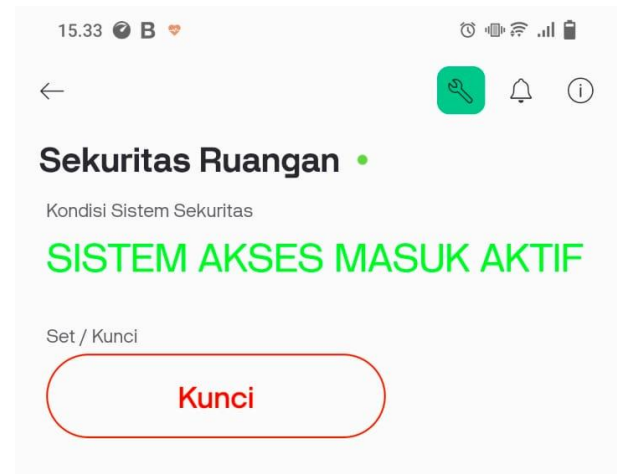 15.33 B
Sekuritas Ruangan
Kondisi Sistem Sekuritas
SISTEM AKSES MASUK AKTIF
Set / Kunci
Kunci